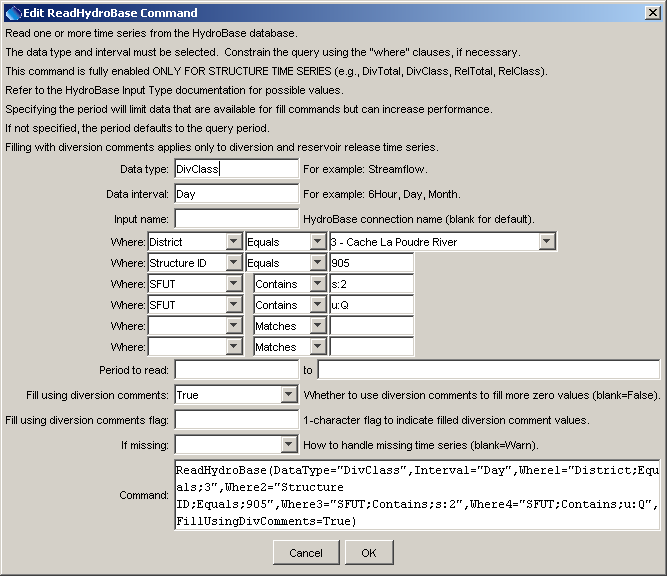 Edit ReadHydroBase Command
Read one or more time series from the HydroBase database.
The data type and interval must be selected.  Constrain the query using the "where" clauses, if necessary.
This command is fully enabled ONLY FOR STRUCTURE TIME SERIES (e.g., DivTotal, DivClass, RelTotal, RelClass).
Refer to the HydroBase Input Type documentation for possible values.
Specifying the period will limit data that are available for fill commands but can increase performance.
If not specified, the period defaults to the query period.
Filling with diversion comments applies only to diversion and reservoir release time series.
Data type: DivClass For example: Streamflow.
Data interval: Day For example: 6Hour, Day, Month.
Input name: HydroBase connection name (blank for default).
Where: District Equals 3 - Cache La Poudre River
Where: Structure ID Equals 905
Where: SFUT Contains s:2
Where: SFUT Contains u:Q
Where: Matches
Where: Matches
Period to read: to
Fill using diversion comments: True Whether to use diversion comments to fill more zero values (blank=False).
Fill using diversion comments flag: 1-character flag to indicate filled diversion comment values.
If missing: How to handle missing time series (blank=Warn).
Command: ReadHydroBase(DataType="DivClass",Interval="Day",Where1="District;Equ
als;3",Where2="Structure
ID;Equals;905",Where3="SFUT;Contains;s:2",Where4="SFUT;Contains;u:Q",
FillUsingDivComments=True)
Cancel OK